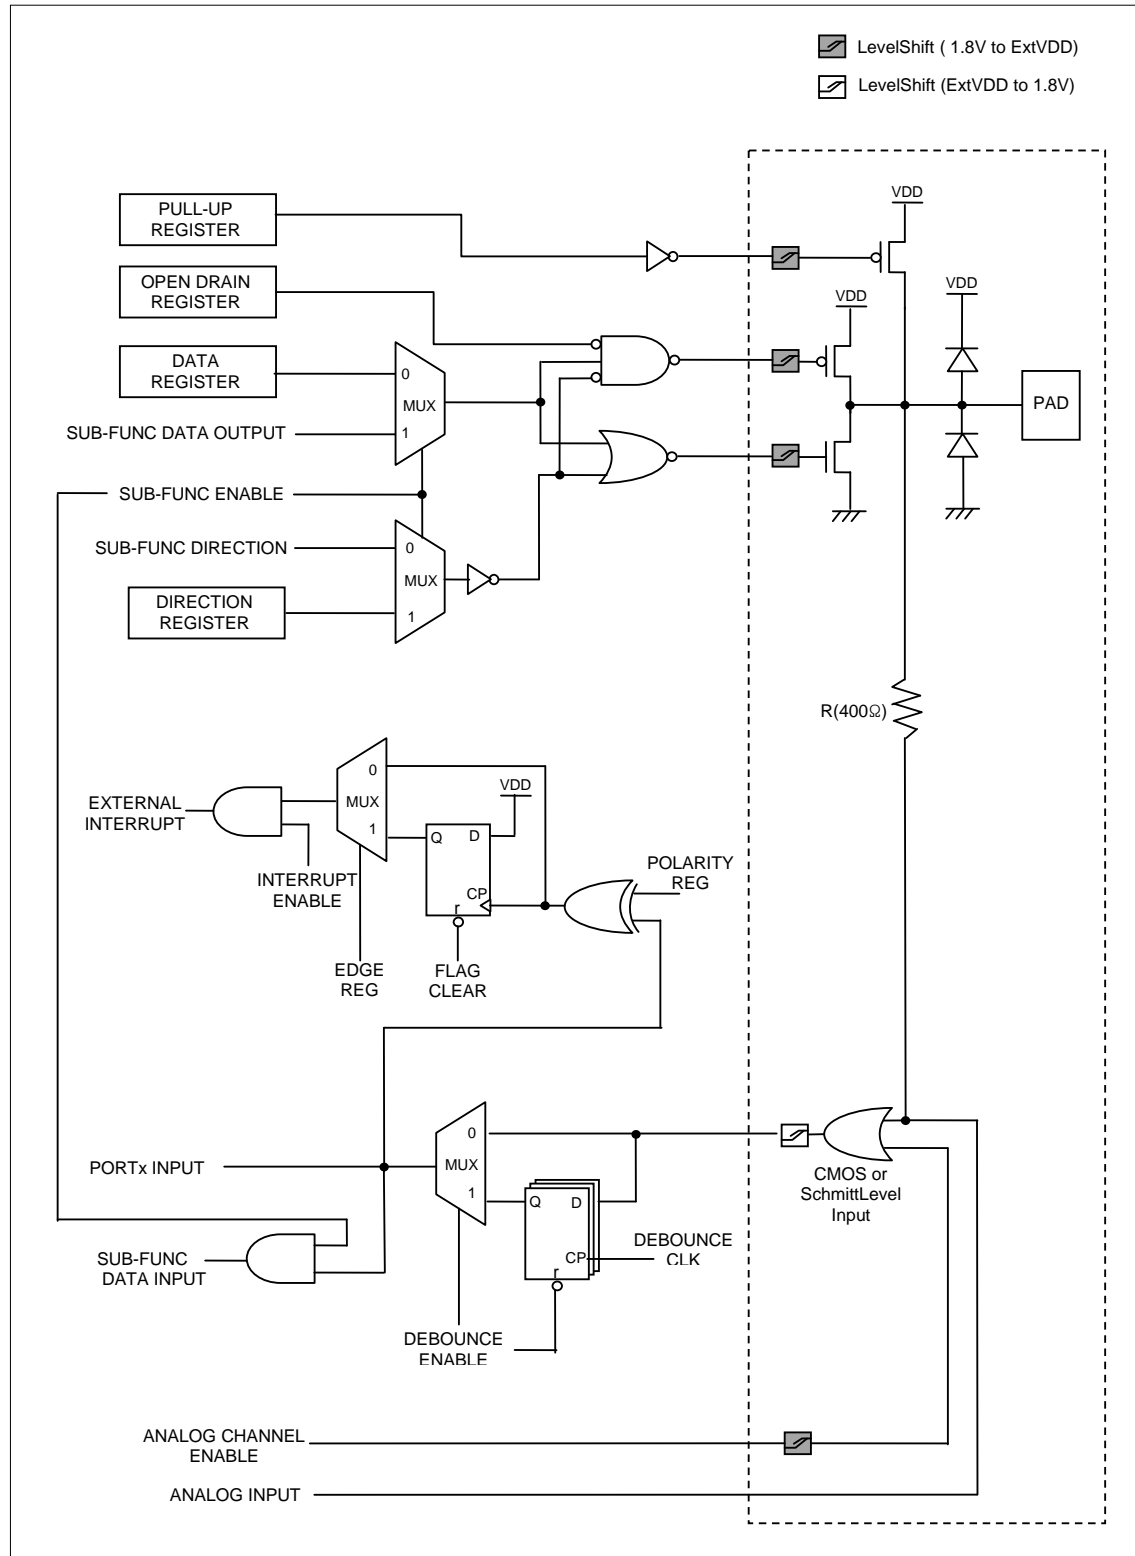 LevelShift ( 1.8V to ExtVDD)
LevelShift (ExtVDD to 1.8V)
PULL-UP
REGISTER
VDD
OPEN DRAIN
REGISTER
VDD
VDD
DATA
REGISTER
0
MUX
1
PAD
SUB-FUNC DATA OUTPUT
SUB-FUNC ENABLE
SUB-FUNC DIRECTION
0
MUX
1
DIRECTION
REGISTER
R(400Ω)
EXTERNAL
INTERRUPT
0
MUX
1
VDD
Q
D
CP
r
POLARITY
REG
INTERRUPT
ENABLE
EDGE
REG
FLAG
CLEAR
PORTx INPUT
0
MUX
1
Q
D
CP
r
DEBOUNCE
CLK
CMOS or
SchmittLevel
Input
SUB-FUNC
DATA INPUT
DEBOUNCE
ENABLE
ANALOG CHANNEL
ENABLE
ANALOG INPUT